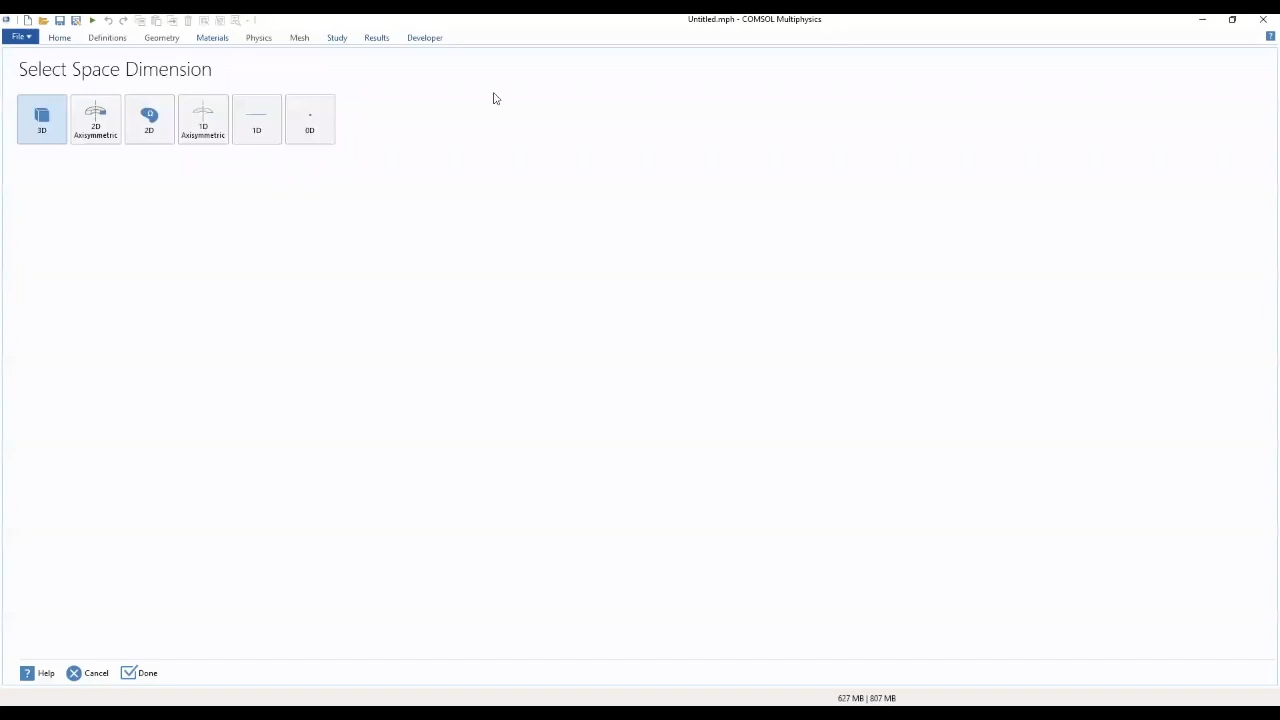 Untitled.mph - COMSOL Multiphysics
File Home Definitions Geometry Materials Physics Mesh Study Results Developer
Select Space Dimension
3D
2D
Axisymmetric
2D
1D
Axisymmetric
1D
0D
Help Cancel Done
627 MB | 807 MB